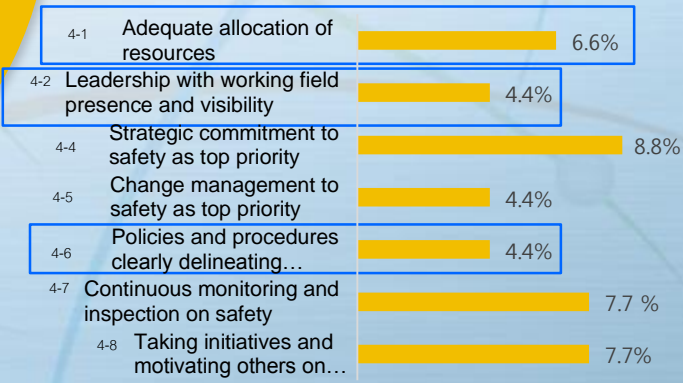 4-1 Adequate allocation of
resources
6.6%
4-2 Leadership with working field
presence and visibility
4.4%
4-4 Strategic commitment to
safety as top priority
8.8%
4-5 Change management to
safety as top priority
4.4%
4-6 Policies and procedures
clearly delineating…
4.4%
4-7 Continuous monitoring and
inspection on safety
7.7 %
4-8 Taking initiatives and
motivating others on…
7.7%